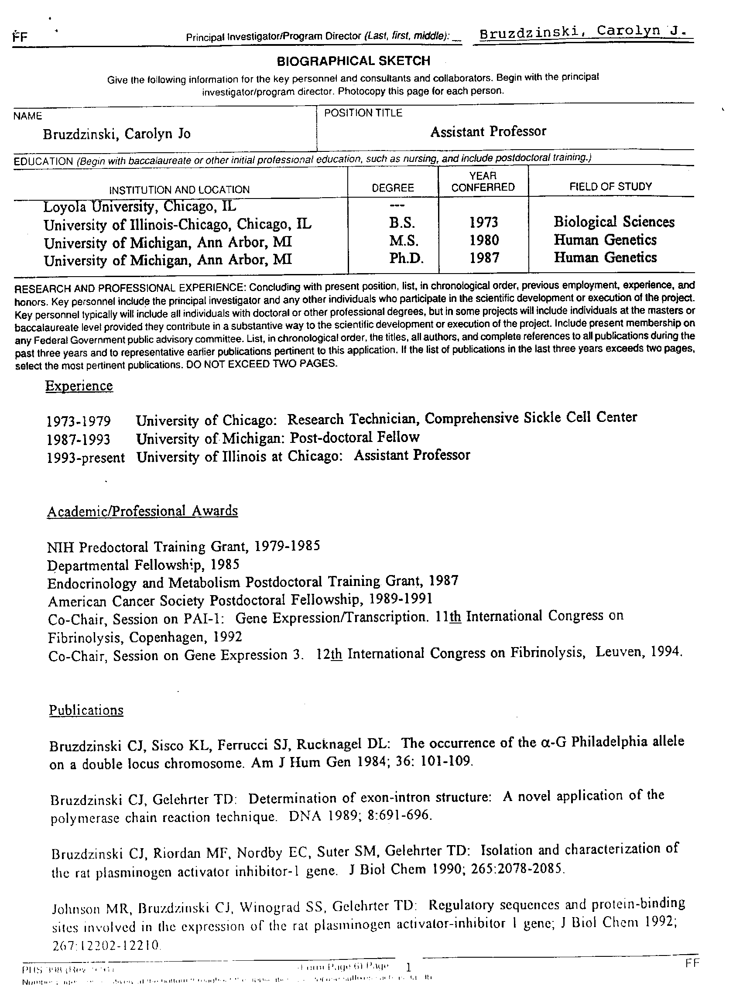 FF Principal Investigator/Program Director (Last, first, middle): Bruzdzinski, Carolyn J.
BIOGRAPHICAL SKETCH
Give the following information for the key personnel and consultants and collaborators. Begin with the principal
investigator/program director. Photocopy this page for each person.
NAME POSITION TITLE
Bruzdzinski, Carolyn Jo Assistant Professor
EDUCATION (Begin with baccalaureate or other initial professional education, such as nursing, and include postdoctoral training.)
INSTITUTION AND LOCATION DEGREE YEAR CONFERRED FIELD OF STUDY
Loyola University, Chicago, IL ---
University of Illinois-Chicago, Chicago, IL B.S. 1973 Biological Sciences
University of Michigan, Ann Arbor, MI M.S. 1980 Human Genetics
University of Michigan, Ann Arbor, MI Ph.D. 1987 Human Genetics
RESEARCH AND PROFESSIONAL EXPERIENCE: Concluding with present position, list, in chronological order, previous employment, experience, and
honors. Key personnel include the principal investigator and any other individuals who participate in the scientific development or execution of the project.
Key personnel typically will include all individuals with doctoral or other professional degrees, but in some projects will include individuals at the masters or
baccalaureate level provided they contribute in a substantive way to the scientific development or execution of the project. Include present membership on
any Federal Government public advisory committee. List, in chronological order, the titles, all authors, and complete references to all publications during the
past three years and to representative earlier publications pertinent to this application. If the list of publications in the last three years exceeds two pages,
select the most pertinent publications. DO NOT EXCEED TWO PAGES.
Experience
1973-1979 University of Chicago: Research Technician, Comprehensive Sickle Cell Center
1987-1993 University of Michigan: Post-doctoral Fellow
1993-present University of Illinois at Chicago: Assistant Professor
Academic/Professional Awards
NIH Predoctoral Training Grant, 1979-1985
Departmental Fellowship, 1985
Endocrinology and Metabolism Postdoctoral Training Grant, 1987
American Cancer Society Postdoctoral Fellowship, 1989-1991
Co-Chair, Session on PAI-1: Gene Expression/Transcription. 11th International Congress on
Fibrinolysis, Copenhagen, 1992
Co-Chair, Session on Gene Expression 3. 12th International Congress on Fibrinolysis, Leuven, 1994.
Publications
Bruzdzinski CJ, Sisco KL, Ferrucci SJ, Rucknagel DL: The occurrence of the α-G Philadelphia allele
on a double locus chromosome. Am J Hum Gen 1984; 36: 101-109.
Bruzdzinski CJ, Gelehrter TD: Determination of exon-intron structure: A novel application of the
polymerase chain reaction technique. DNA 1989; 8:691-696.
Bruzdzinski CJ, Riordan MF, Nordby EC, Suter SM, Gelehrter TD: Isolation and characterization of
the rat plasminogen activator inhibitor-1 gene. J Biol Chem 1990; 265:2078-2085.
Johnson MR, Bruzdzinski CJ, Winograd SS, Gelehrter TD: Regulatory sequences and protein-binding
sites involved in the expression of the rat plasminogen activator-inhibitor 1 gene; J Biol Chem 1992;
267:12202-12210.
PHS 398 (Rev. (Form Page 6) Page 1 FF